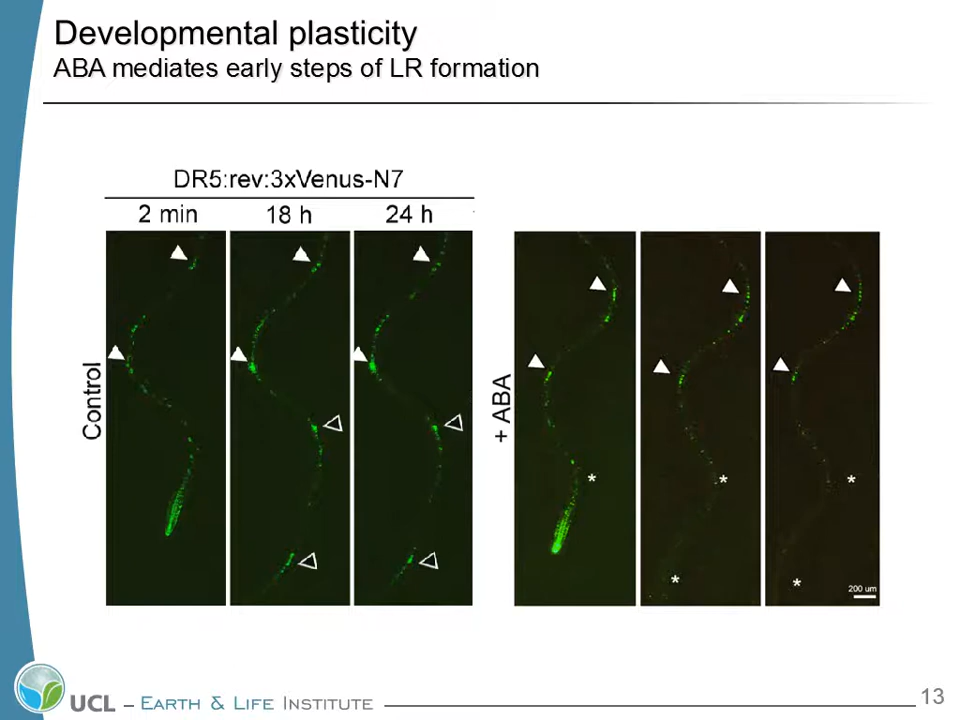 Developmental plasticity
ABA mediates early steps of LR formation
DR5:rev:3xVenus-N7
2 min 18 h 24 h
Control
+ ABA
*
* *
* *
200 um
UCL – EARTH & LIFE INSTITUTE
13